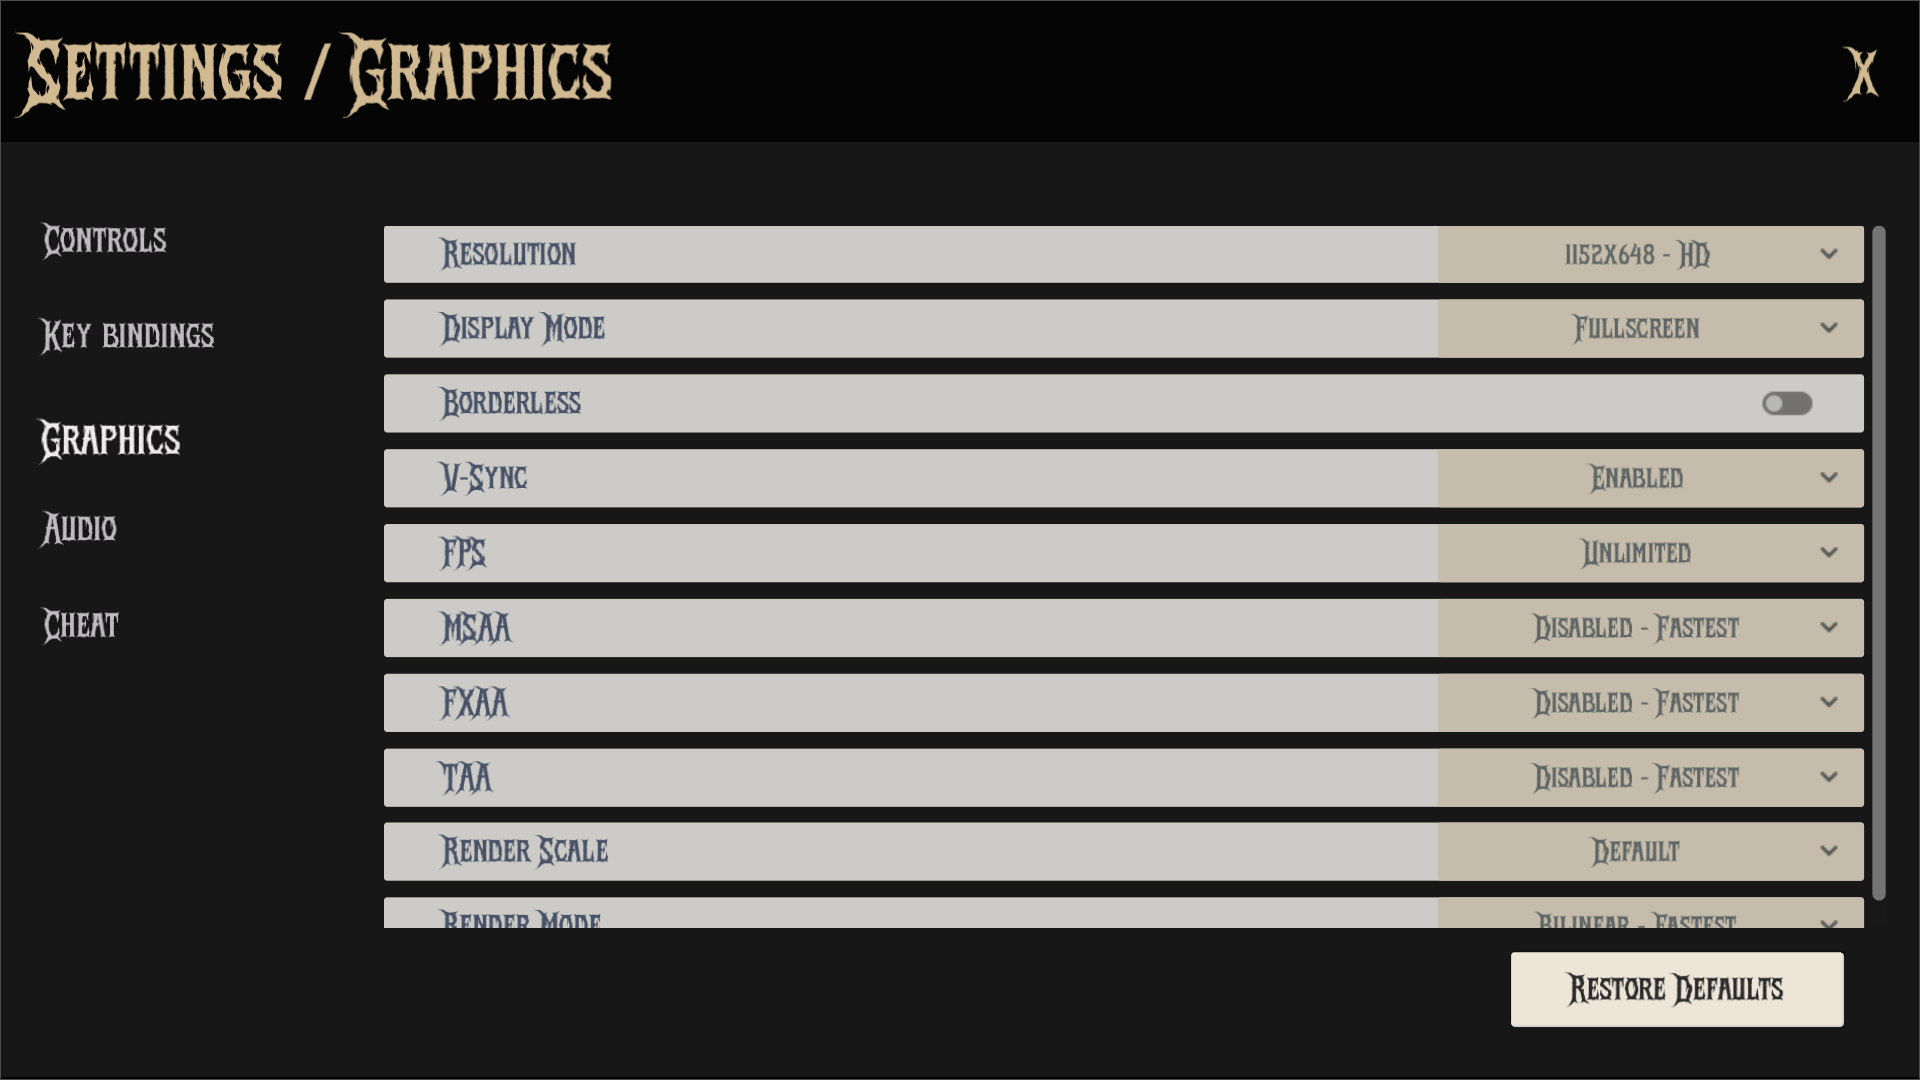 Settings / Graphics
X
Controls
Key bindings
Graphics
Audio
Cheat
Resolution
1152x648 - HD
Display Mode
Fullscreen
Borderless
V-Sync
Enabled
FPS
Unlimited
MSAA
Disabled - Fastest
FXAA
Disabled - Fastest
TAA
Disabled - Fastest
Render Scale
Default
Render Mode
Bilinear - Fastest
Restore Defaults